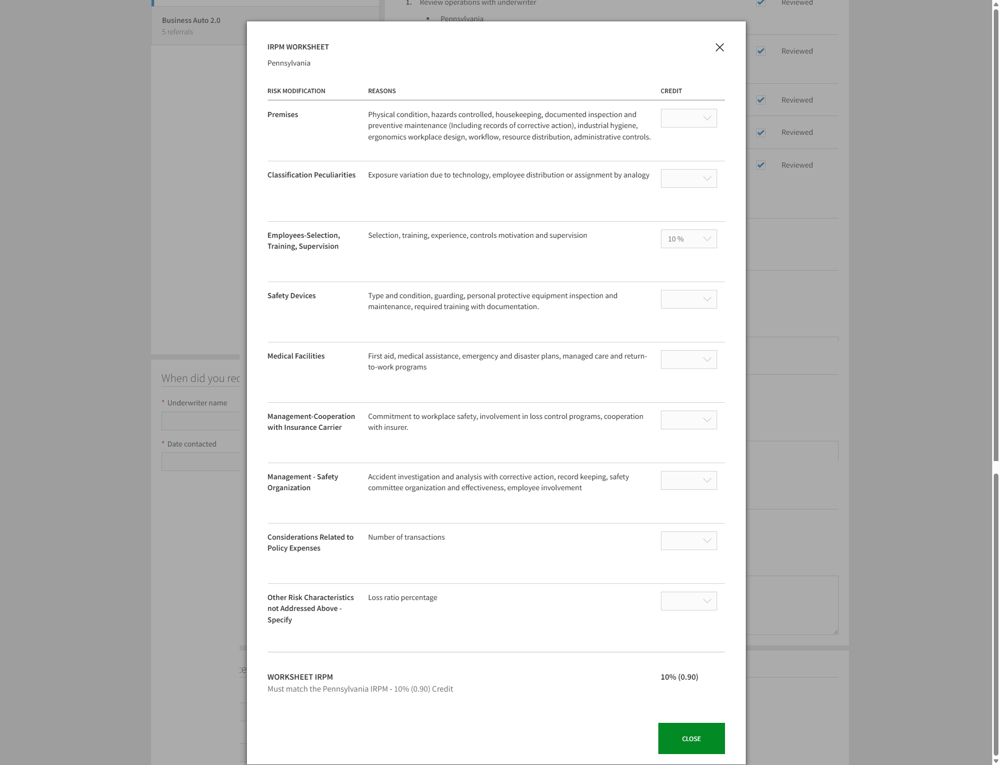 1. Review operations with underwriter
Reviewed
Business Auto 2.0
5 referrals
• Pennsylvania
IRPM WORKSHEET
Pennsylvania
Reviewed
RISK MODIFICATION REASONS CREDIT
Reviewed
Premises
Physical condition, hazards controlled, housekeeping, documented inspection and
preventive maintenance (Including records of corrective action), industrial hygiene,
ergonomics workplace design, workflow, resource distribution, administrative controls.
Reviewed
Reviewed
Classification Peculiarities
Exposure variation due to technology, employee distribution or assignment by analogy
Employees-Selection,
Training, Supervision
Selection, training, experience, controls motivation and supervision
10 %
Safety Devices
Type and condition, guarding, personal protective equipment inspection and
maintenance, required training with documentation.
Medical Facilities
First aid, medical assistance, emergency and disaster plans, managed care and return-
to-work programs
When did you rec
* Underwriter name
Management-Cooperation
with Insurance Carrier
Commitment to workplace safety, involvement in loss control programs, cooperation
with insurer.
* Date contacted
Management - Safety
Organization
Accident investigation and analysis with corrective action, record keeping, safety
committee organization and effectiveness, employee involvement
Considerations Related to
Policy Expenses
Number of transactions
Other Risk Characteristics
not Addressed Above -
Specify
Loss ratio percentage
WORKSHEET IRPM
10% (0.90)
Must match the Pennsylvania IRPM - 10% (0.90) Credit
CLOSE